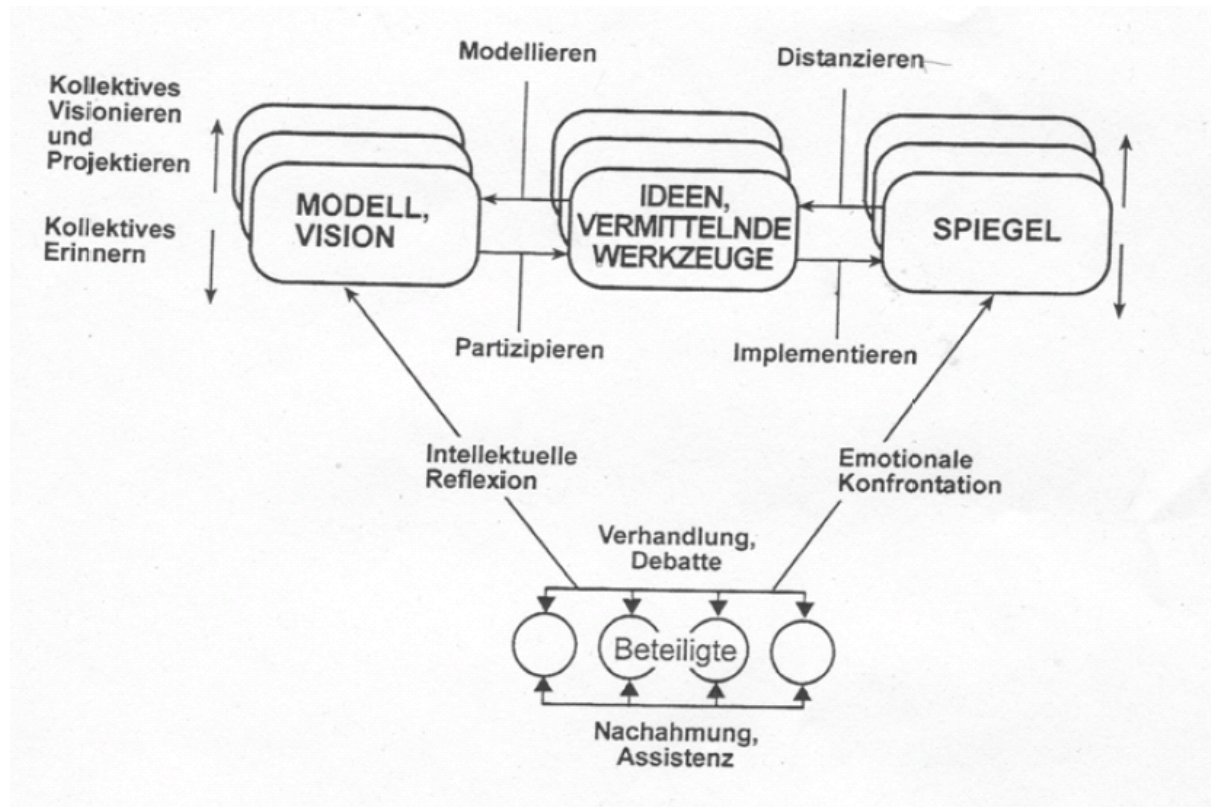 Modellieren
Distanzieren
Kollektives
Visionieren
und
Projektieren
Kollektives
Erinnern
MODELL,
VISION
IDEEN,
VERMITTELNDE
WERKZEUGE
SPIEGEL
Partizipieren
Implementieren
Intellektuelle
Reflexion
Emotionale
Konfrontation
Verhandlung,
Debatte
Beteiligte
Nachahmung,
Assistenz